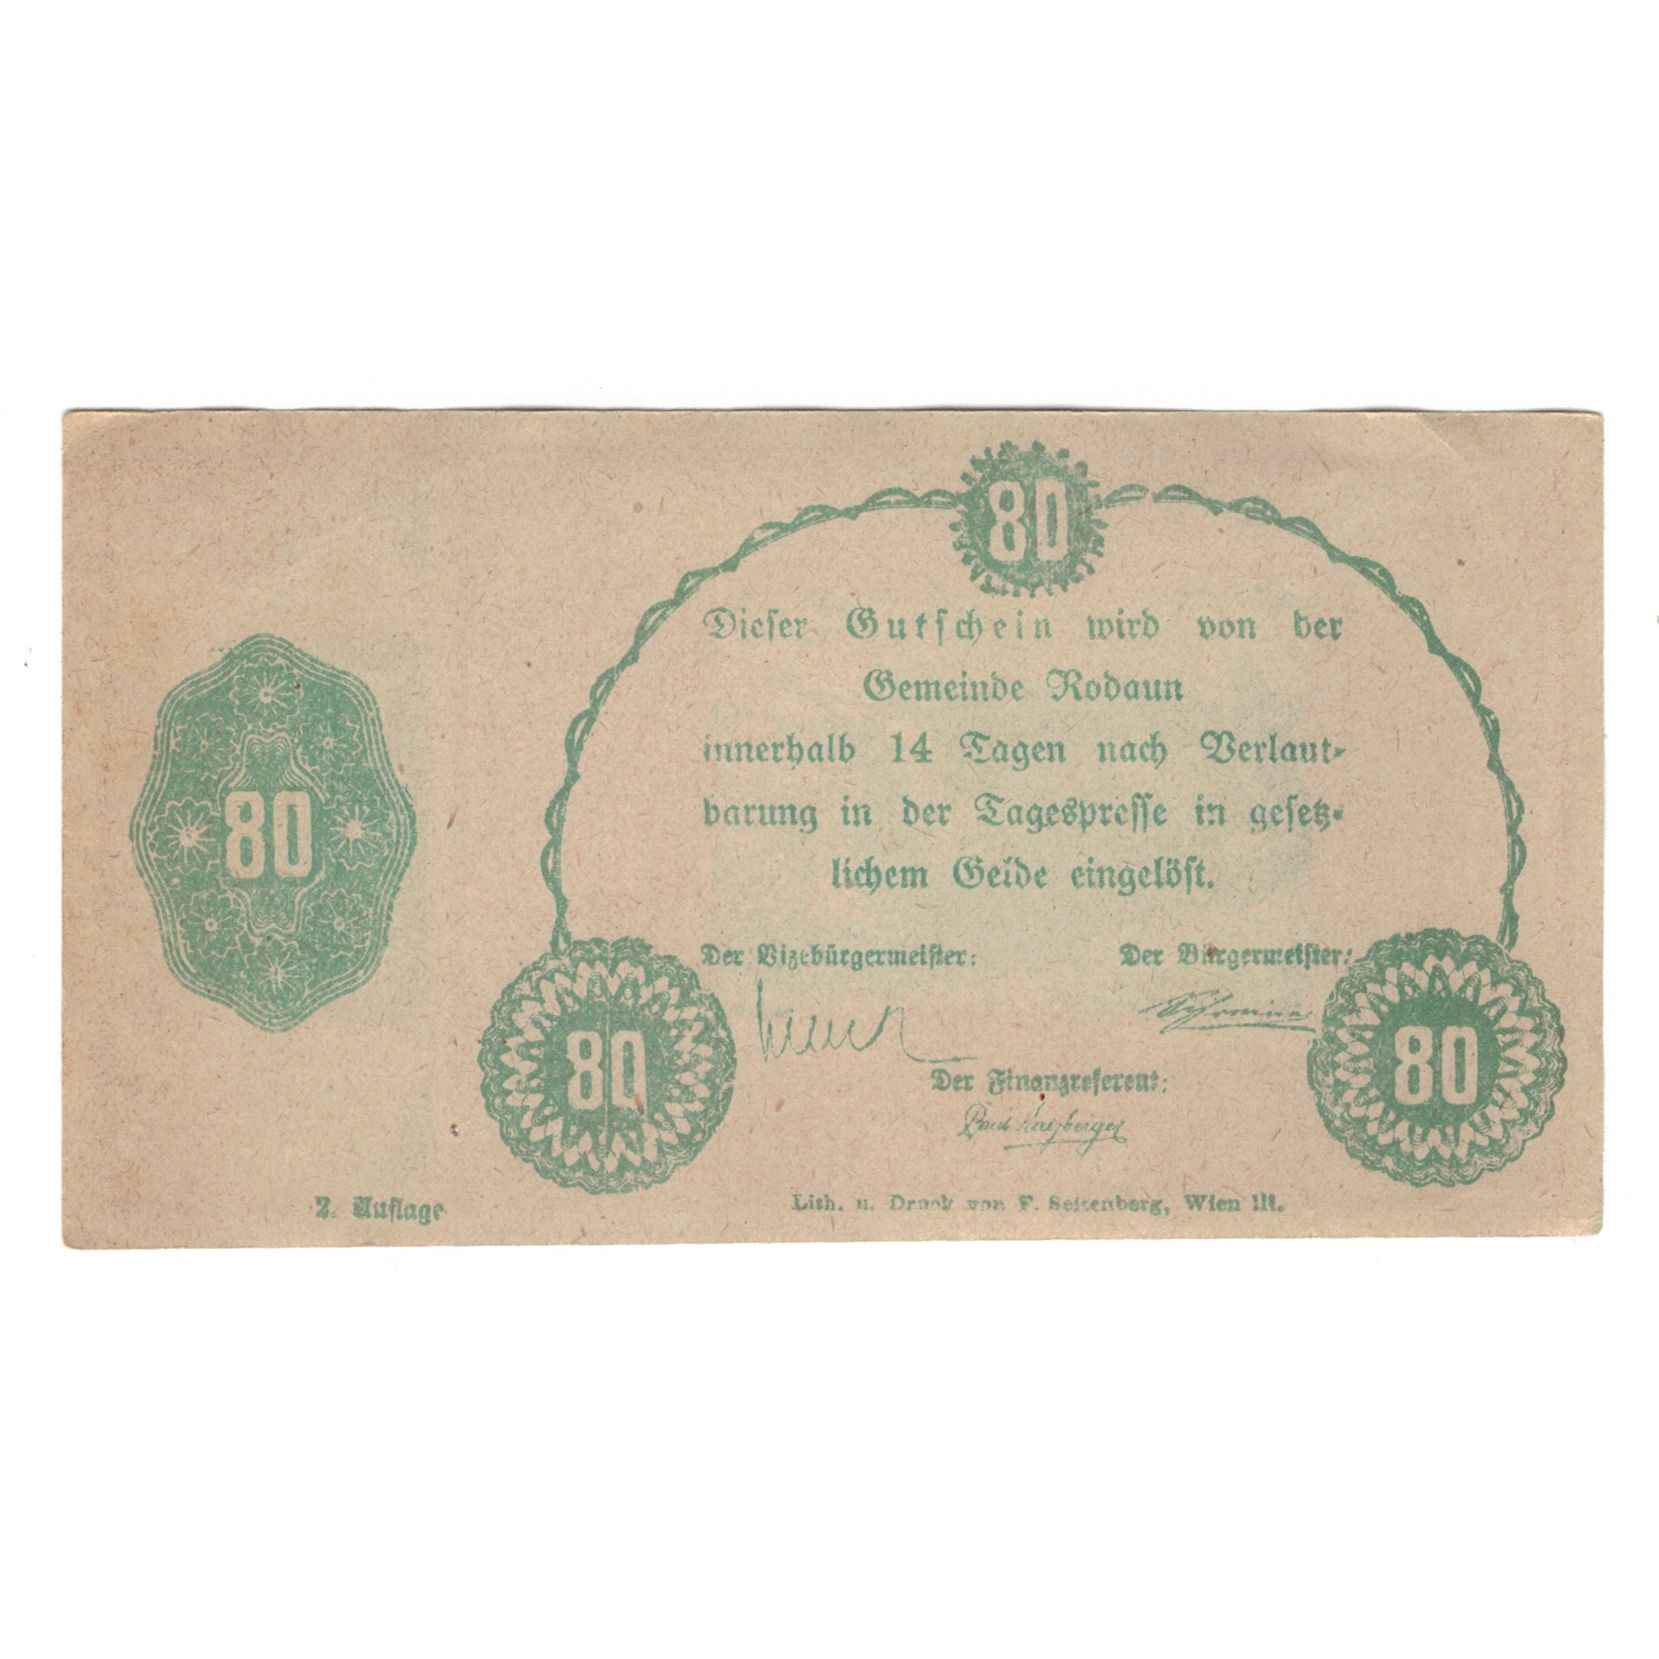 80
80
Dieser Gutschein wird von der
Gemeinde Rodaun
innerhalb 14 Tagen nach Verlaut-
barung in der Tagespresse in gesetz-
lichem Gelde eingelöst.
Der Vizebürgermeister: Der Bürgermeister:
80 80
Der Finanzreferent:
2. Auflage
Lith. u. Druck von F. Seitenberg, Wien III.